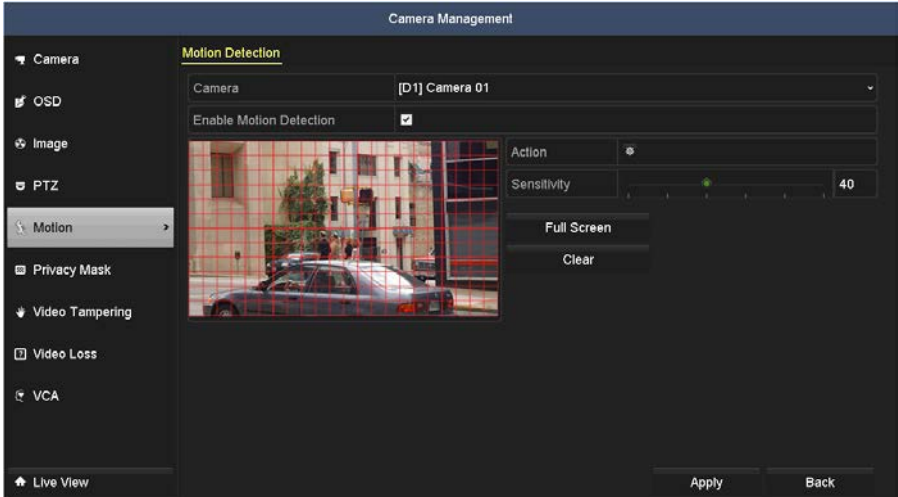 Camera Management
Camera
OSD
Image
PTZ
Motion
Privacy Mask
Video Tampering
Video Loss
VCA
Live View
Motion Detection
Camera [D1] Camera 01
Enable Motion Detection
Action
Sensitivity 40
Full Screen
Clear
Apply Back